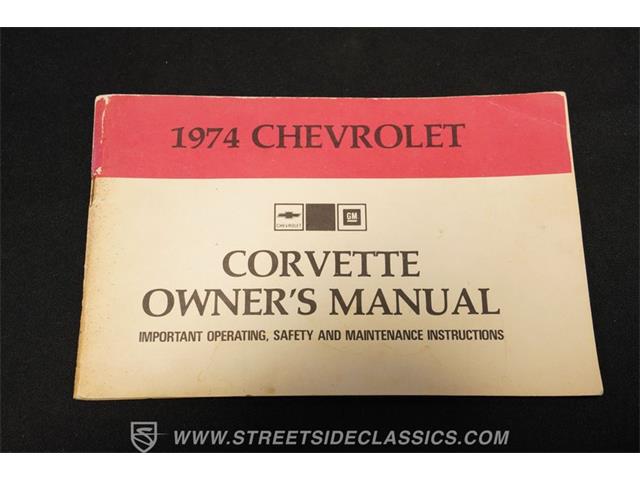 1974 CHEVROLET
CHEVROLET
GM
CORVETTE
OWNER'S MANUAL
IMPORTANT OPERATING, SAFETY AND MAINTENANCE INSTRUCTIONS
WWW.STREETSIDECLASSICS.COM